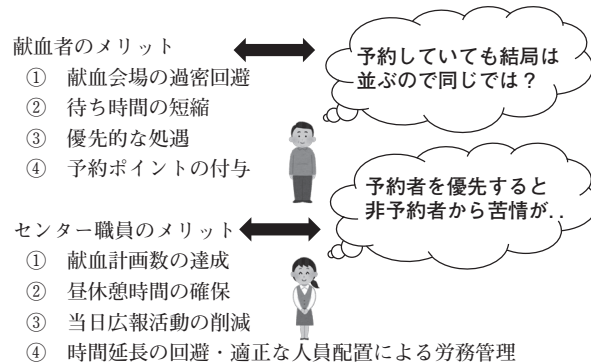 献血者のメリット
① 献血会場の過密回避
② 待ち時間の短縮
③ 優先的な処遇
④ 予約ポイントの付与
予約していても結局は
並ぶので同じでは？
センター職員のメリット
① 献血計画数の達成
② 昼休憩時間の確保
③ 当日広報活動の削減
④ 時間延長の回避・適正な人員配置による労務管理
予約者を優先すると
非予約者から苦情が..